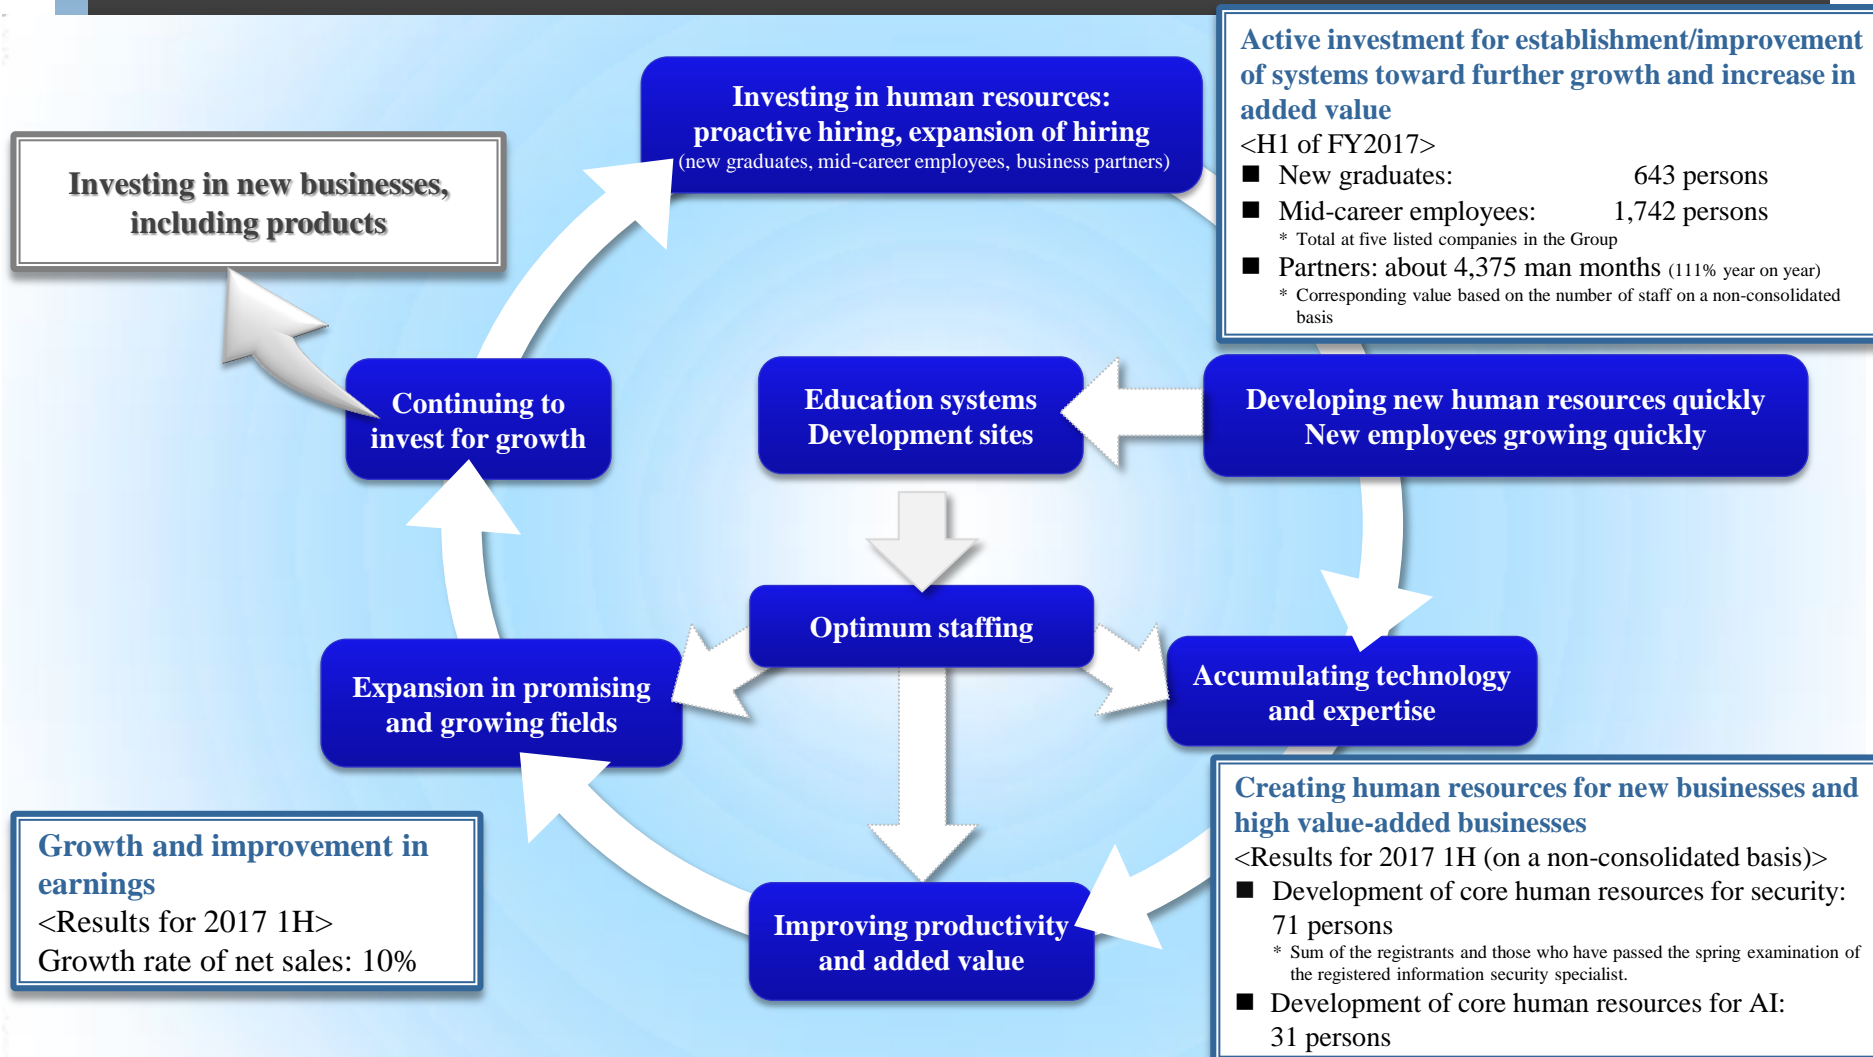 Investing in human resources:
proactive hiring, expansion of hiring
(new graduates, mid-career employees, business partners)
Active investment for establishment/improvement
of systems toward further growth and increase in
added value
<H1 of FY2017>
■ New graduates: 643 persons
■ Mid-career employees: 1,742 persons
* Total at five listed companies in the Group
■ Partners: about 4,375 man months (111% year on year)
* Corresponding value based on the number of staff on a non-consolidated
basis
Investing in new businesses,
including products
Continuing to
invest for growth
Education systems
Development sites
Developing new human resources quickly
New employees growing quickly
Optimum staffing
Expansion in promising
and growing fields
Accumulating technology
and expertise
Growth and improvement in
earnings
<Results for 2017 1H>
Growth rate of net sales: 10%
Improving productivity
and added value
Creating human resources for new businesses and
high value-added businesses
<Results for 2017 1H (on a non-consolidated basis)>
■ Development of core human resources for security:
71 persons
* Sum of the registrants and those who have passed the spring examination of
the registered information security specialist.
■ Development of core human resources for AI:
31 persons